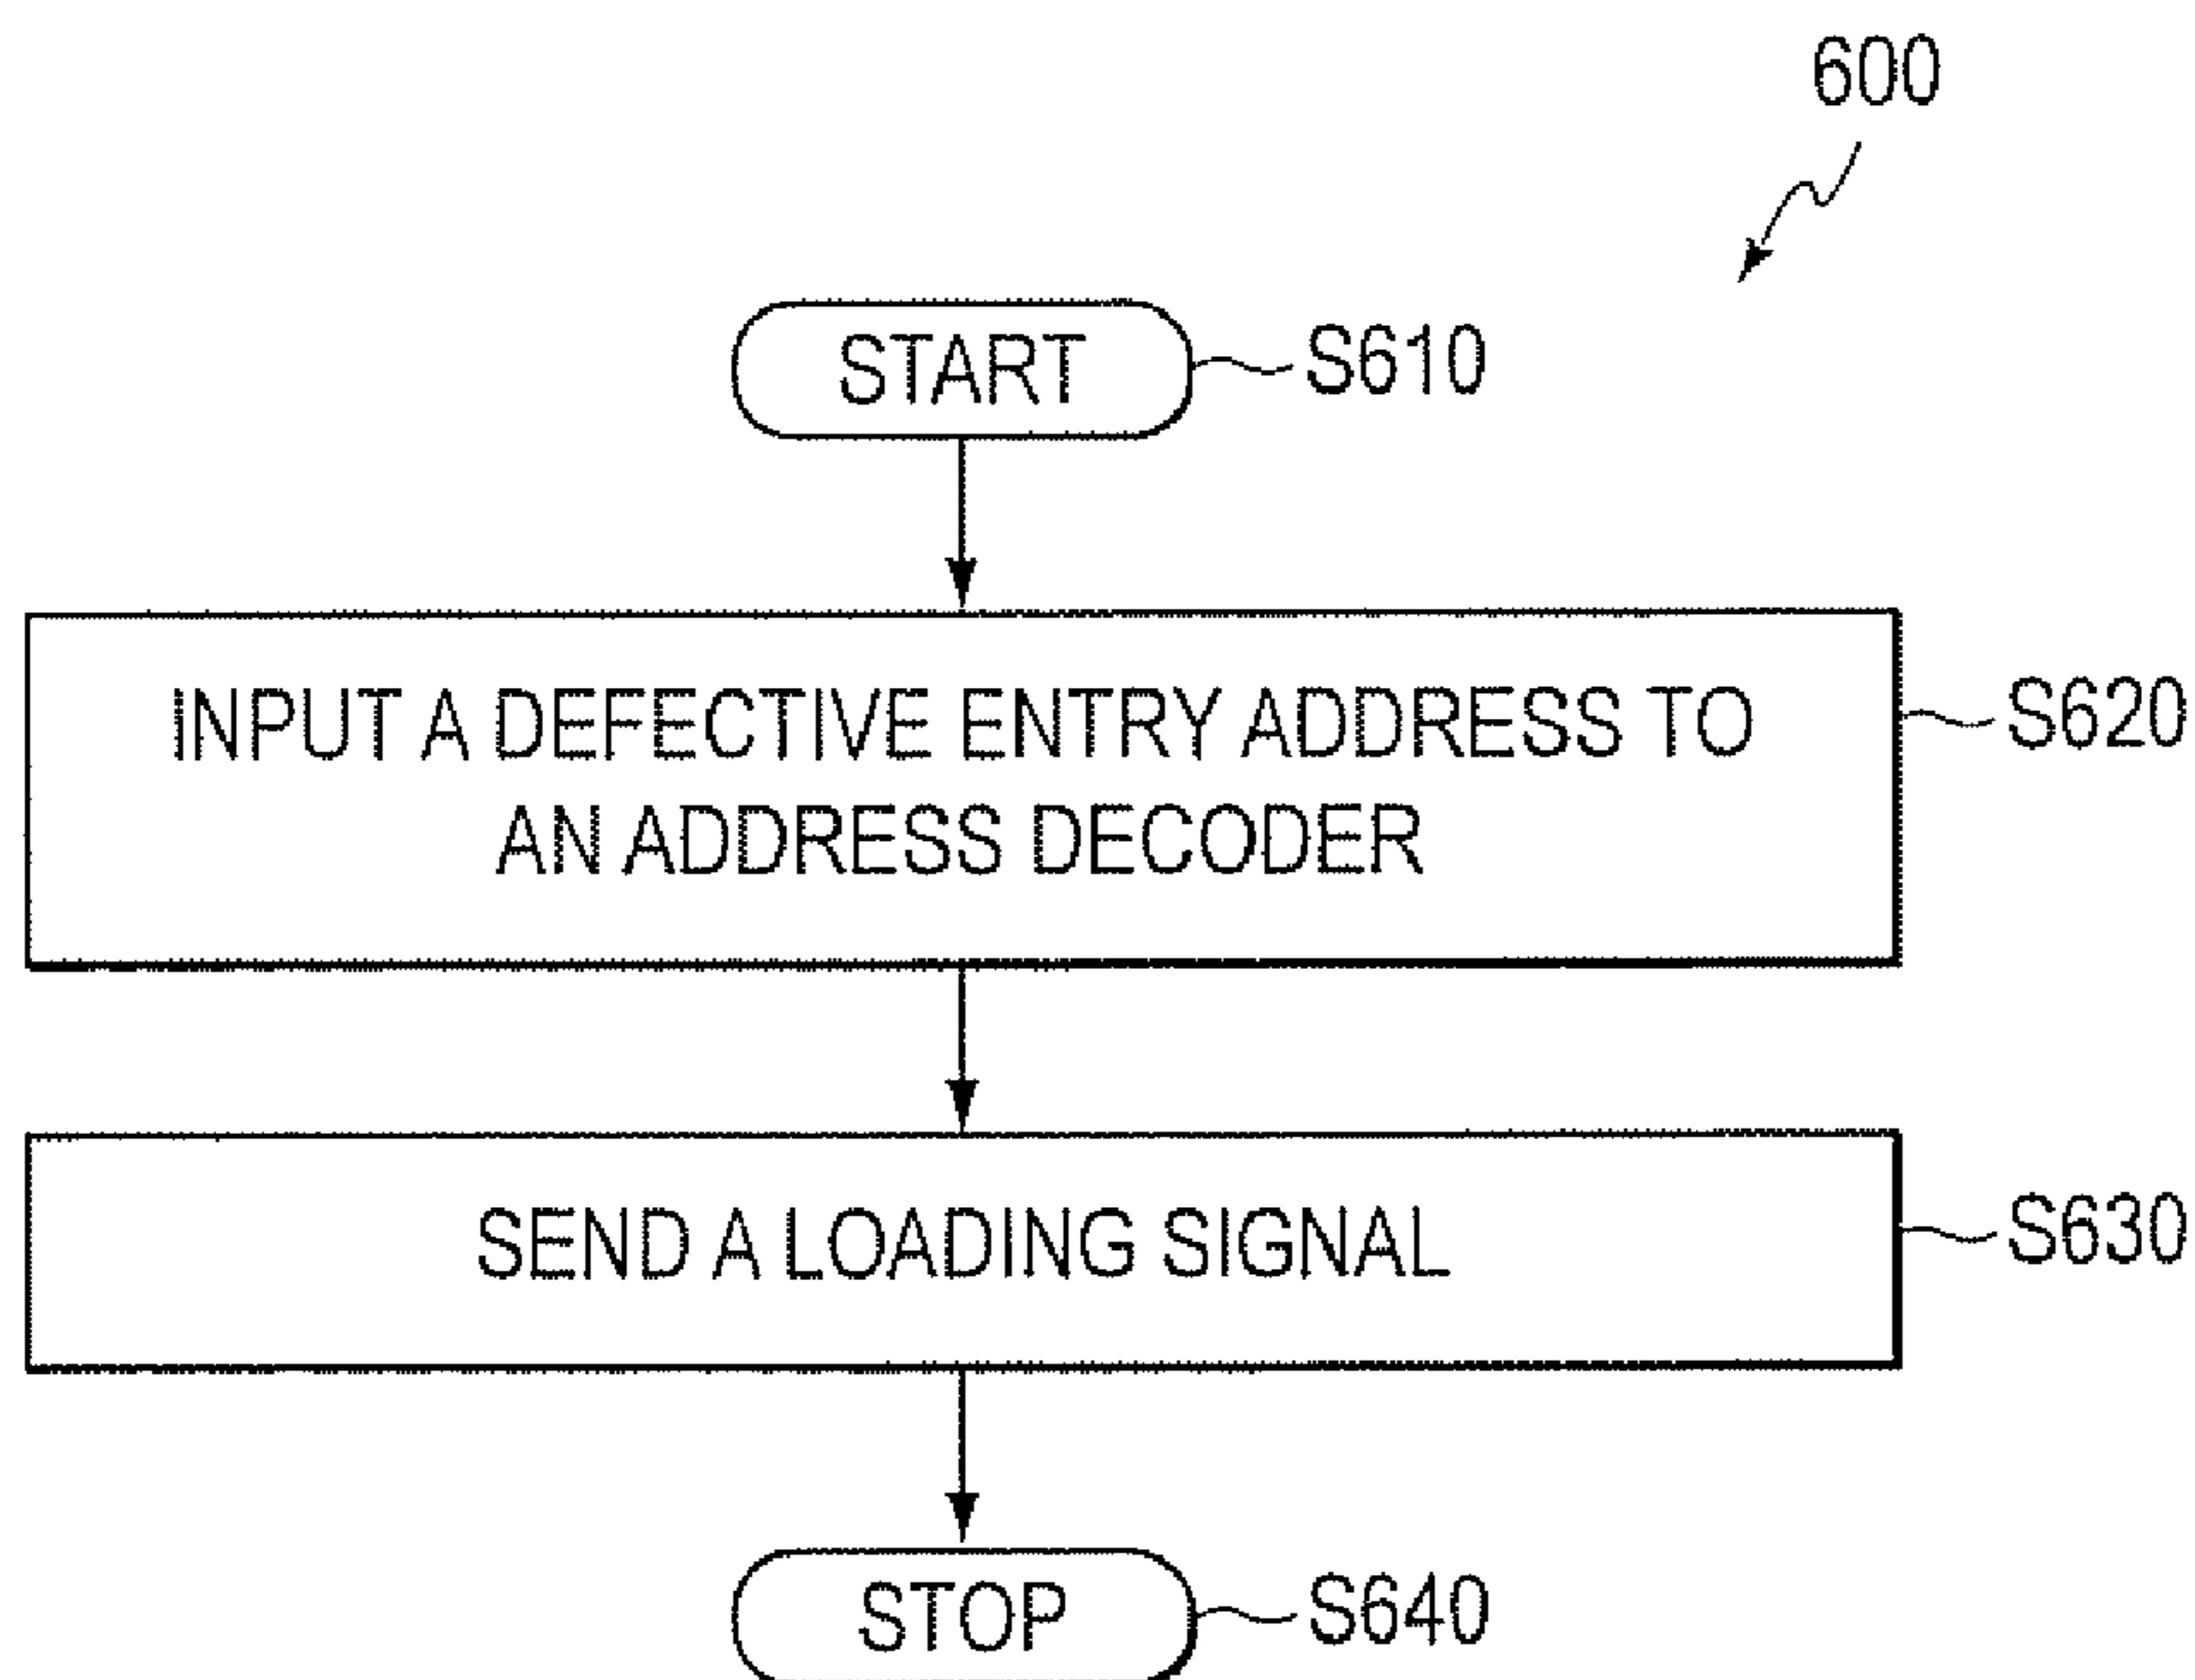 600
START
S610
INPUT A DEFECTIVE ENTRY ADDRESS TO
AN ADDRESS DECODER
S620
SEND A LOADING SIGNAL
S630
STOP
S640